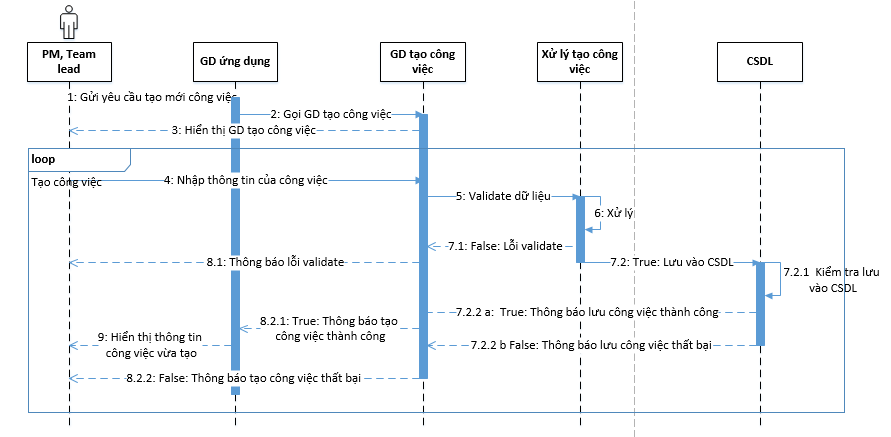 PM, Team
lead
GD ứng dụng
GD tạo công
việc
Xử lý tạo công
việc
CSDL
1: Gửi yêu cầu tạo mới công việc
2: Gọi GD tạo công việc
3: Hiển thị GD tạo công việc
loop
Tạo công việc
4: Nhập thông tin của công việc
5: Validate dữ liệu
6: Xử lý
7.1: False: Lỗi validate
8.1: Thông báo lỗi validate
7.2: True: Lưu vào CSDL
7.2.1 Kiểm tra lưu
vào CSDL
7.2.2 a: True: Thông báo lưu công việc thành công
8.2.1: True: Thông báo tạo
công việc thành công
9: Hiển thị thông tin
công việc vừa tạo
7.2.2 b False: Thông báo lưu công việc thất bại
8.2.2: False: Thông báo tạo công việc thất bại